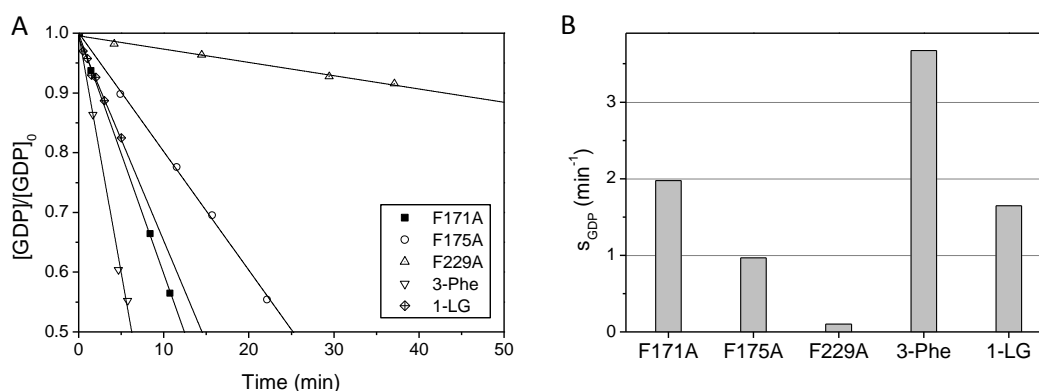 A
[GDP]/[GDP]₀
1.0
0.9
0.8
0.7
0.6
0.5
0 10 20 30 40 50
Time (min)
F171A
F175A
F229A
3-Phe
1-LG
B
s_GDP (min⁻¹)
3
2
1
0
F171A F175A F229A 3-Phe 1-LG